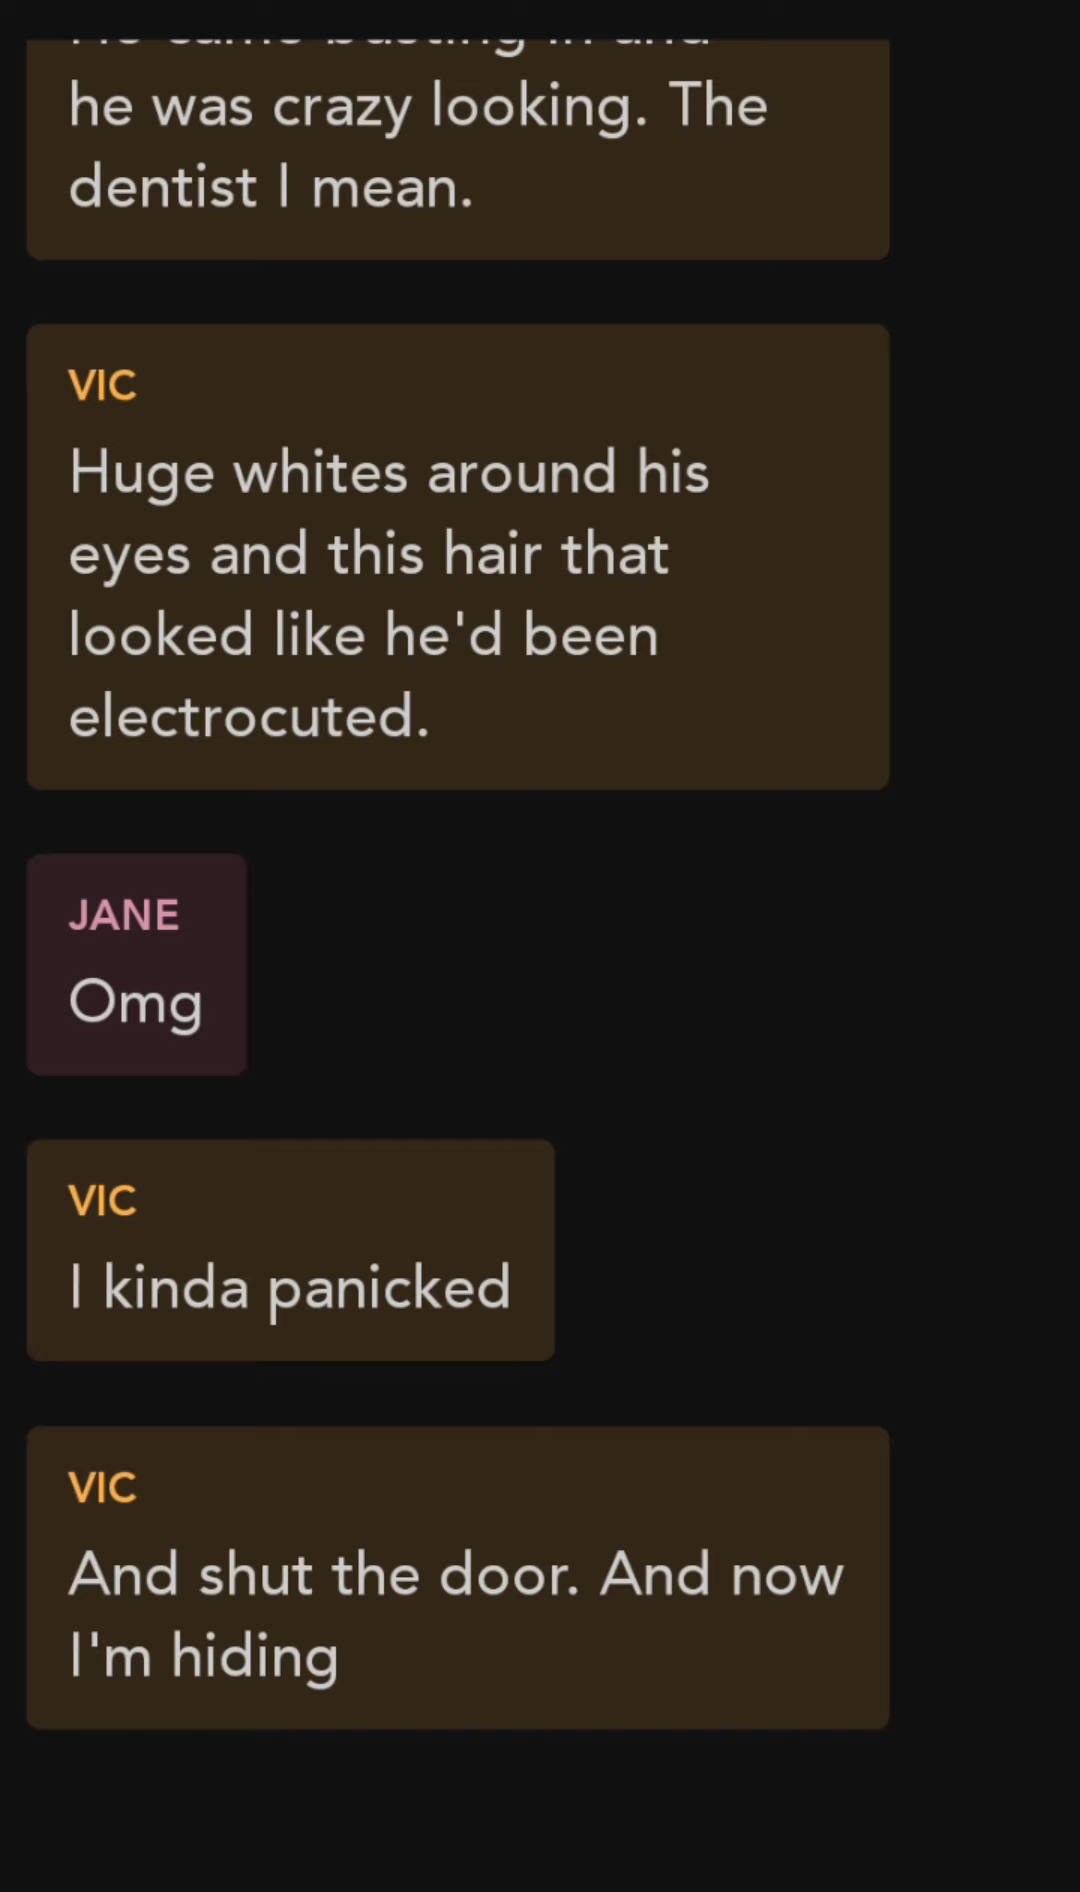 he was crazy looking. The
dentist I mean.
VIC
Huge whites around his
eyes and this hair that
looked like he'd been
electrocuted.
JANE
Omg
VIC
I kinda panicked
VIC
And shut the door. And now
I'm hiding